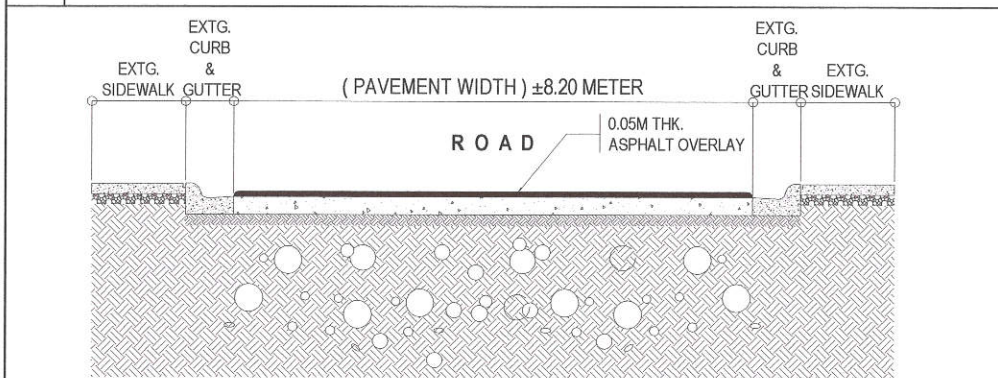 EXTG.
SIDEWALK
EXTG.
CURB
&
GUTTER
( PAVEMENT WIDTH ) ±8.20 METER
EXTG.
CURB
&
GUTTER
EXTG.
SIDEWALK
R O A D
0.05M THK.
ASPHALT OVERLAY